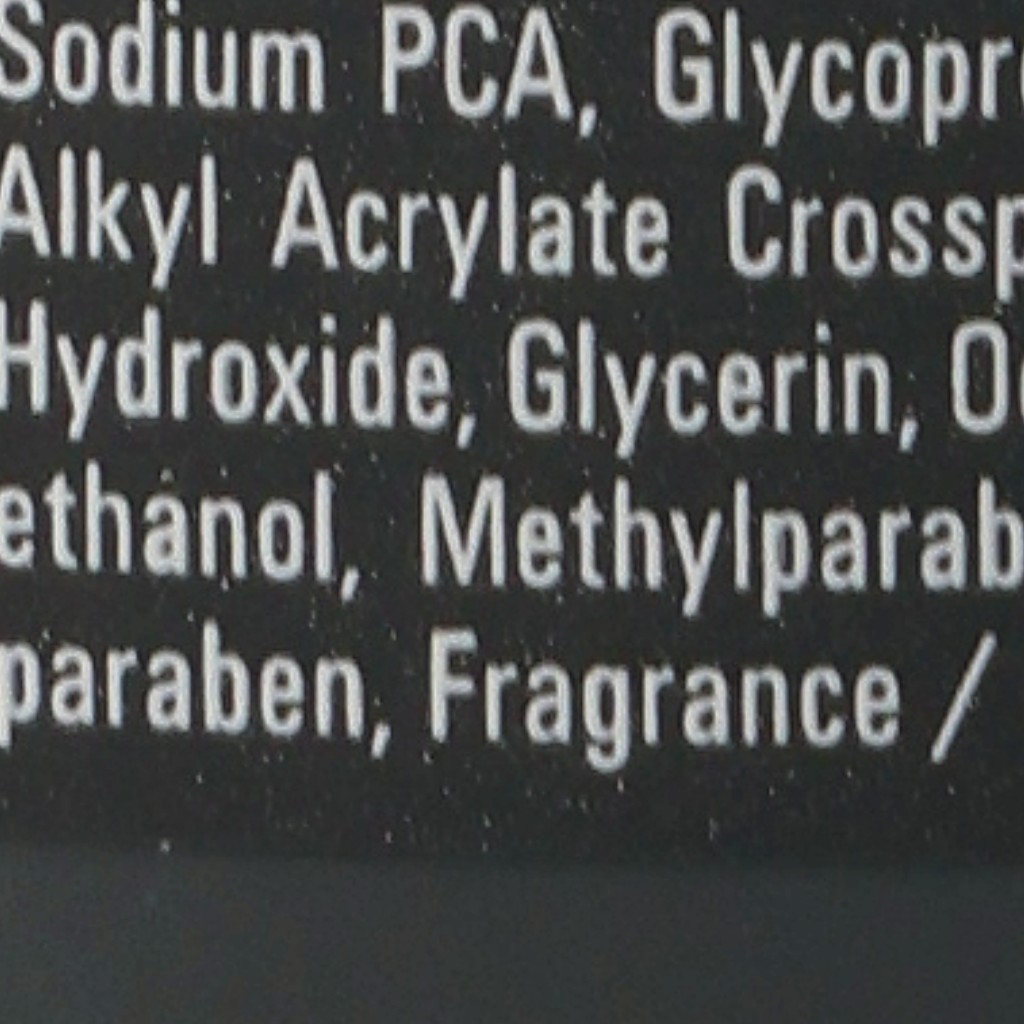 Sodium PCA, Glycopr
Alkyl Acrylate Crossp
Hydroxide, Glycerin, O
ethanol, Methylparab
paraben, Fragrance /